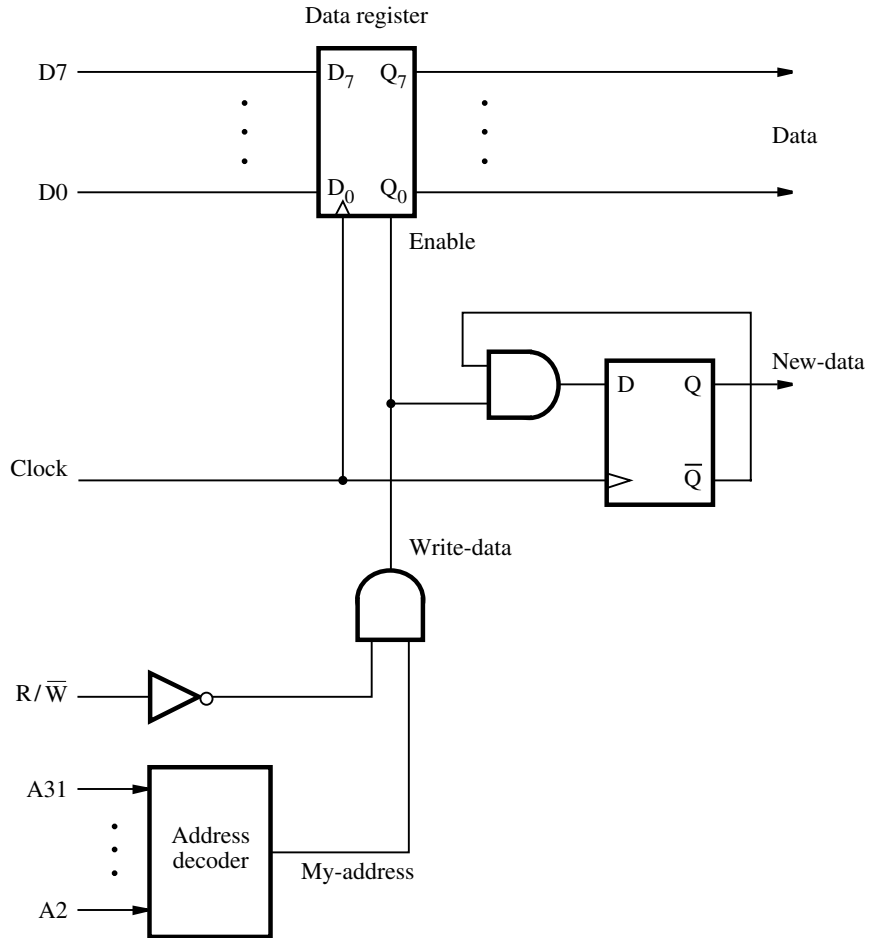 Data register
D7
D₇
Q₇
Data
D0
D₀
Q₀
Enable
New-data
D
Q
Clock
Q̅
Write-data
R/W̅
A31
Address
decoder
My-address
A2